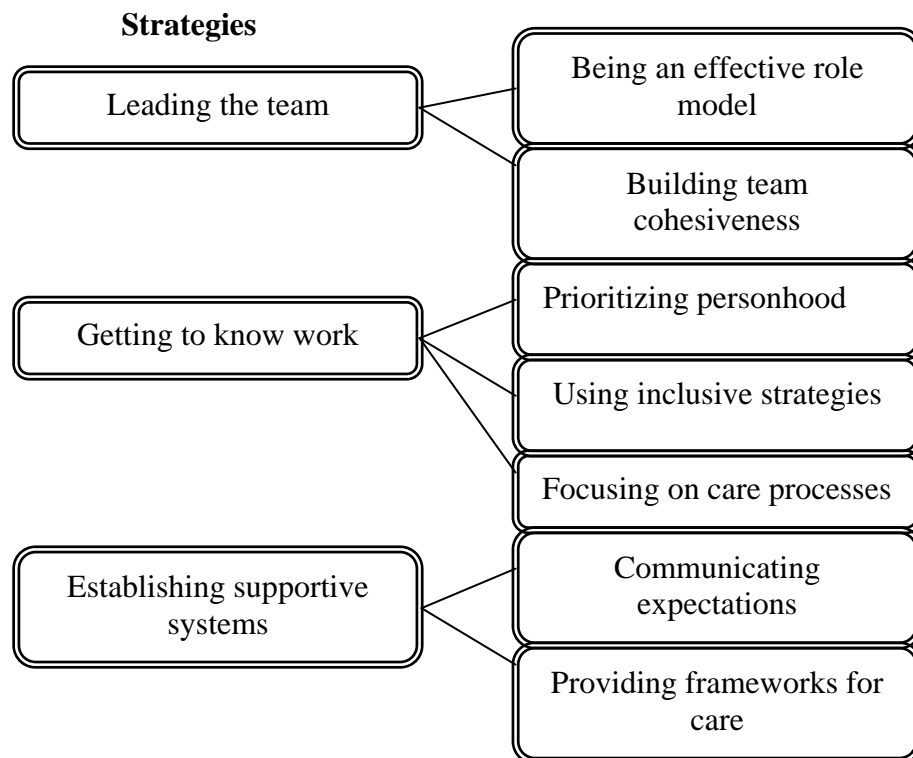 Strategies
Leading the team
Being an effective role
model
Building team
cohesiveness
Getting to know work
Prioritizing personhood
Using inclusive strategies
Focusing on care processes
Establishing supportive
systems
Communicating
expectations
Providing frameworks for
care